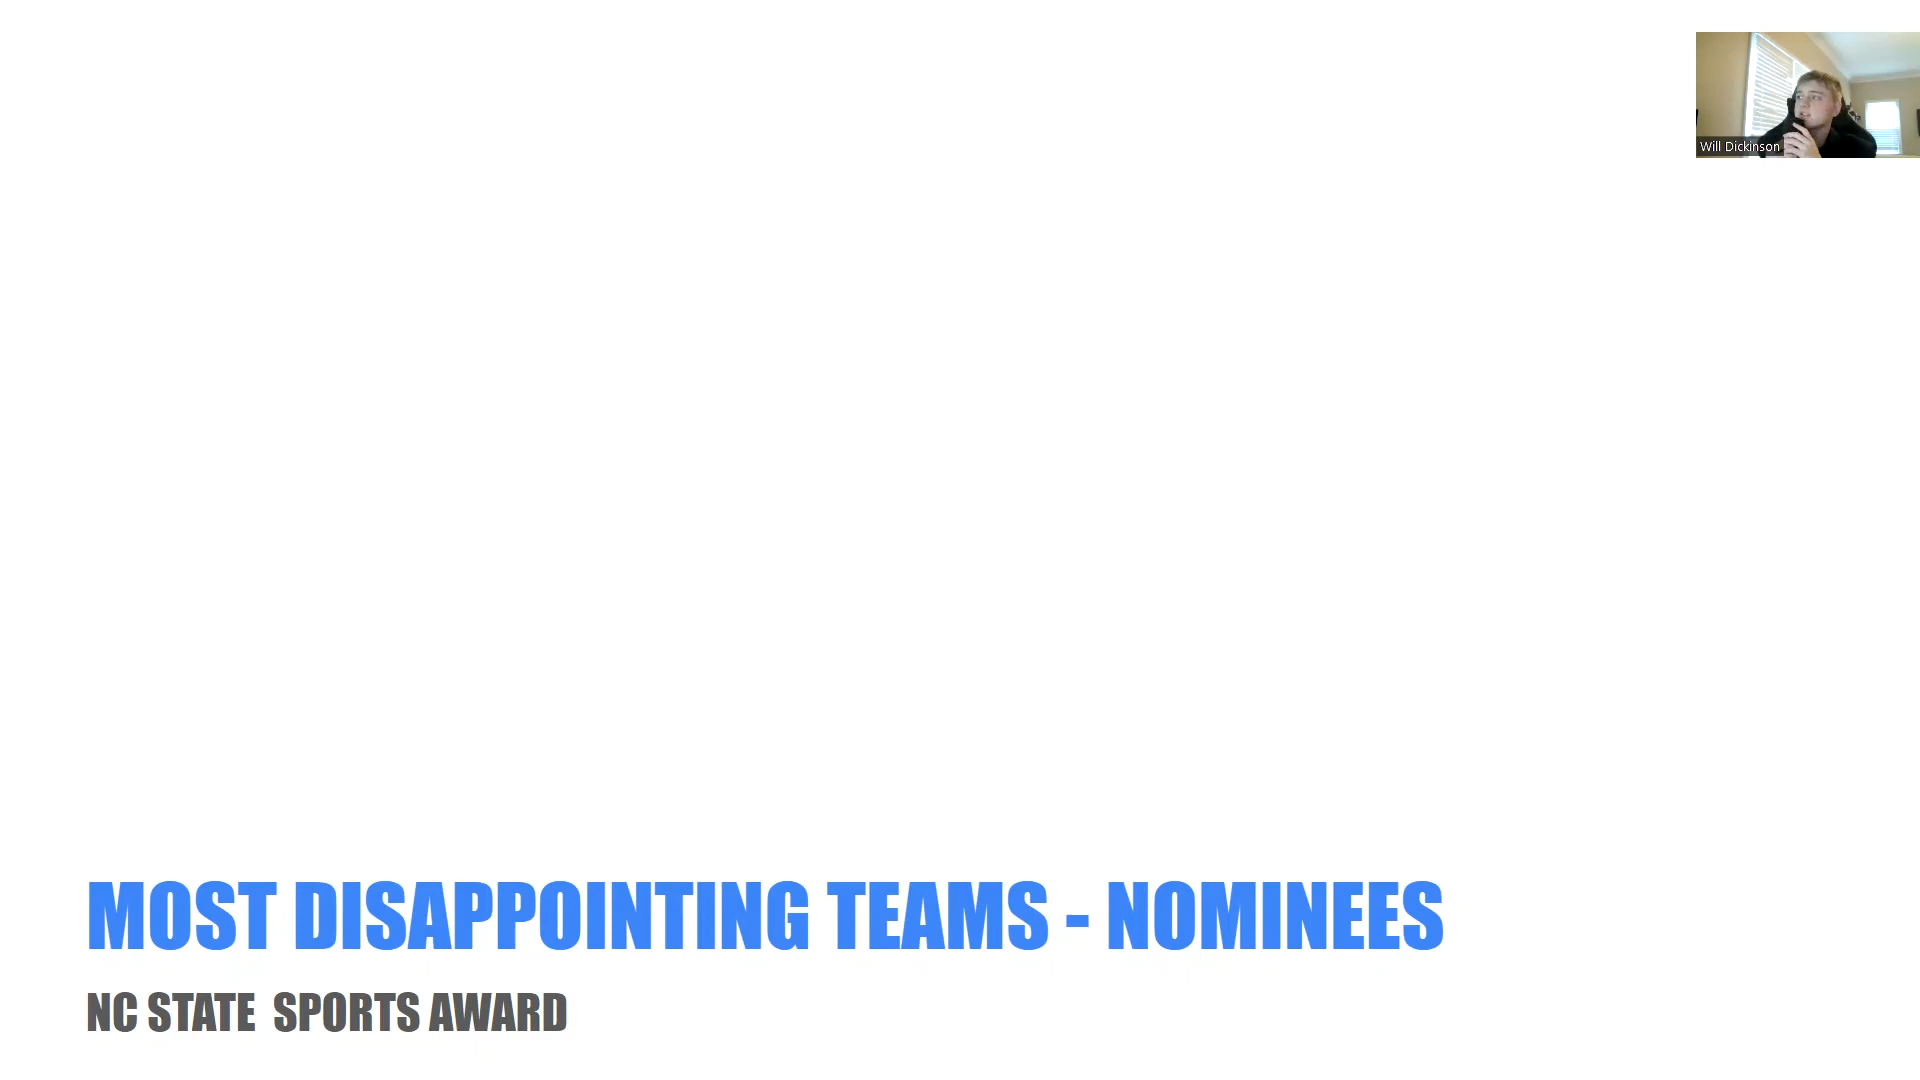 Will Dickinson
MOST DISAPPOINTING TEAMS - NOMINEES
NC STATE  SPORTS AWARD